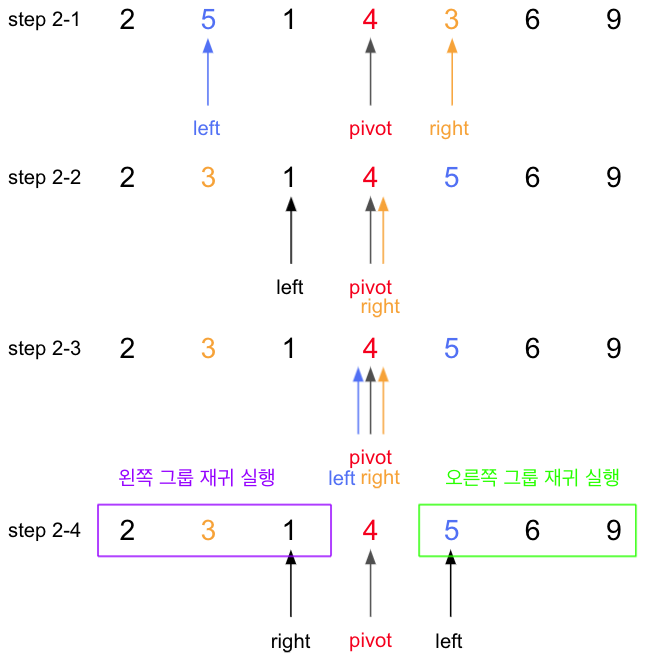 step 2-1 2 5 1 4 3 6 9
left pivot right
step 2-2 2 3 1 4 5 6 9
left pivot
right
step 2-3 2 3 1 4 5 6 9
pivot
왼쪽 그룹 재귀 실행 left right 오른쪽 그룹 재귀 실행
step 2-4 2 3 1 4 5 6 9
right pivot left